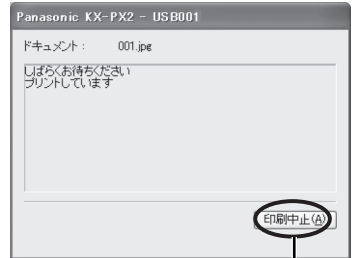 Panasonic KX-PX2 - USB001
ドキュメント： 001.jpg
しばらくお待ちください
プリントしています
印刷中止(A)